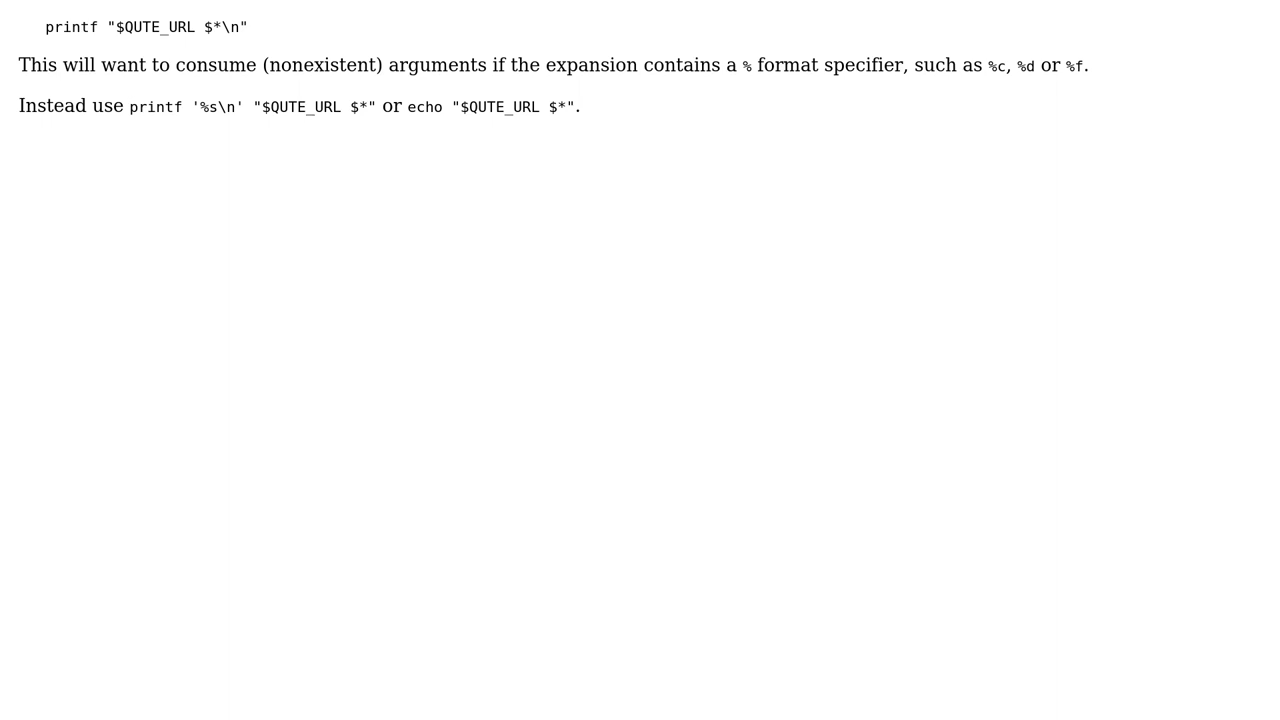 printf "$QUTE_URL $*\n"
This will want to consume (nonexistent) arguments if the expansion contains a % format specifier, such as %c, %d or %f.
Instead use printf '%s\n' "$QUTE_URL $*" or echo "$QUTE_URL $*".